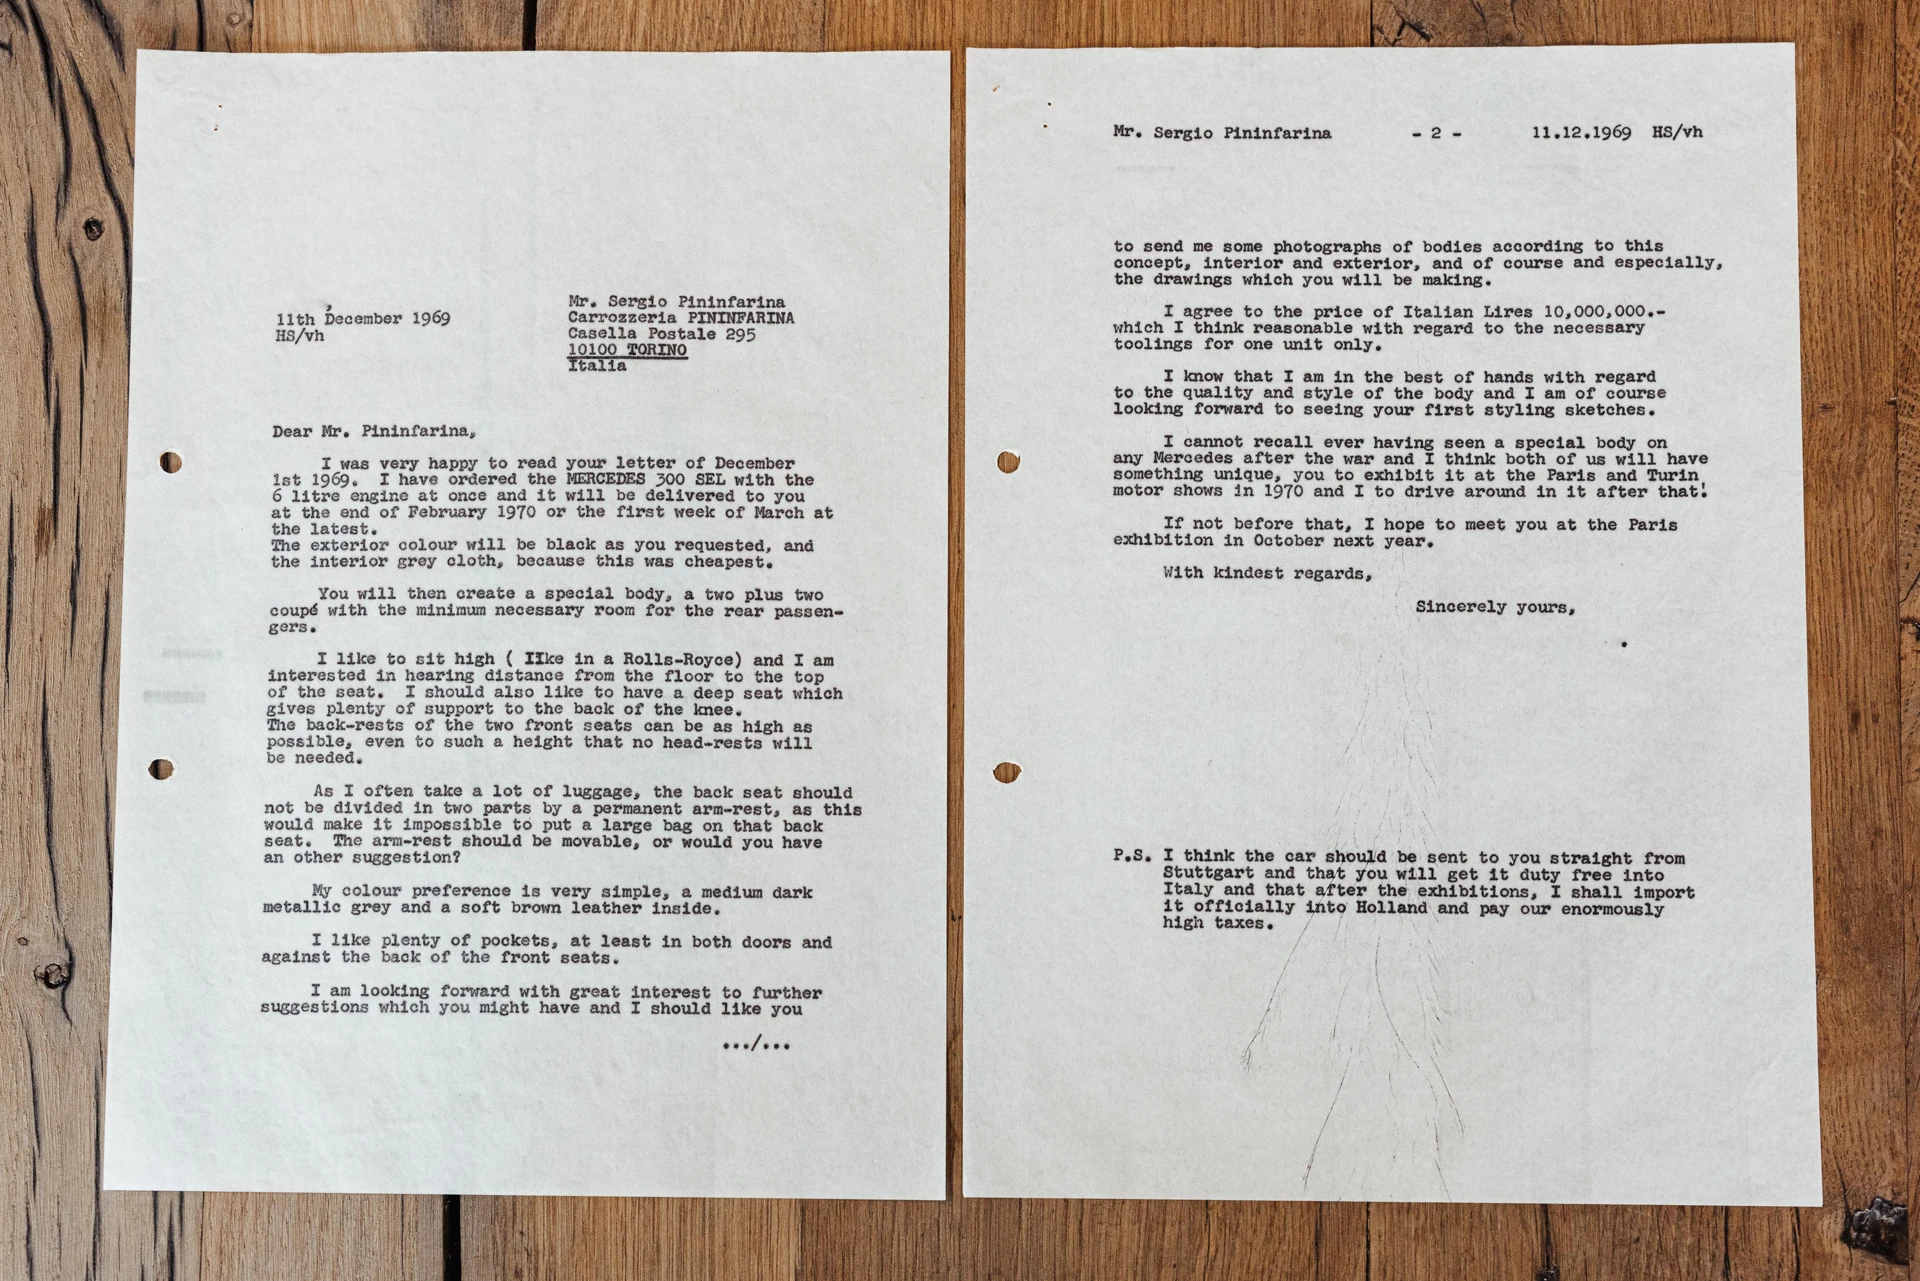 11th December 1969
HS/vh
Mr. Sergio Pininfarina
Carrozzeria PININFARINA
Casella Postale 295
10100 TORINO
Italia
Dear Mr. Pininfarina,
I was very happy to read your letter of December
1st 1969. I have ordered the MERCEDES 300 SEL with the
6 litre engine at once and it will be delivered to you
at the end of February 1970 or the first week of March at
the latest.
The exterior colour will be black as you requested, and
the interior grey cloth, because this was cheapest.
You will then create a special body, a two plus two
coupé with the minimum necessary room for the rear passen-
gers.
I like to sit high ( IIke in a Rolls-Royce) and I am
interested in hearing distance from the floor to the top
of the seat. I should also like to have a deep seat which
gives plenty of support to the back of the knee.
The back-rests of the two front seats can be as high as
possible, even to such a height that no head-rests will
be needed.
As I often take a lot of luggage, the back seat should
not be divided in two parts by a permanent arm-rest, as this
would make it impossible to put a large bag on that back
seat. The arm-rest should be movable, or would you have
an other suggestion?
My colour preference is very simple, a medium dark
metallic grey and a soft brown leather inside.
I like plenty of pockets, at least in both doors and
against the back of the front seats.
I am looking forward with great interest to further
suggestions which you might have and I should like you
.../...
Mr. Sergio Pininfarina - 2 - 11.12.1969 HS/vh
to send me some photographs of bodies according to this
concept, interior and exterior, and of course and especially,
the drawings which you will be making.
I agree to the price of Italian Lires 10,000,000.-
which I think reasonable with regard to the necessary
toolings for one unit only.
I know that I am in the best of hands with regard
to the quality and style of the body and I am of course
looking forward to seeing your first styling sketches.
I cannot recall ever having seen a special body on
any Mercedes after the war and I think both of us will have
something unique, you to exhibit it at the Paris and Turin
motor shows in 1970 and I to drive around in it after that!
If not before that, I hope to meet you at the Paris
exhibition in October next year.
With kindest regards,
Sincerely yours,
P.S. I think the car should be sent to you straight from
Stuttgart and that you will get it duty free into
Italy and that after the exhibitions, I shall import
it officially into Holland and pay our enormously
high taxes.